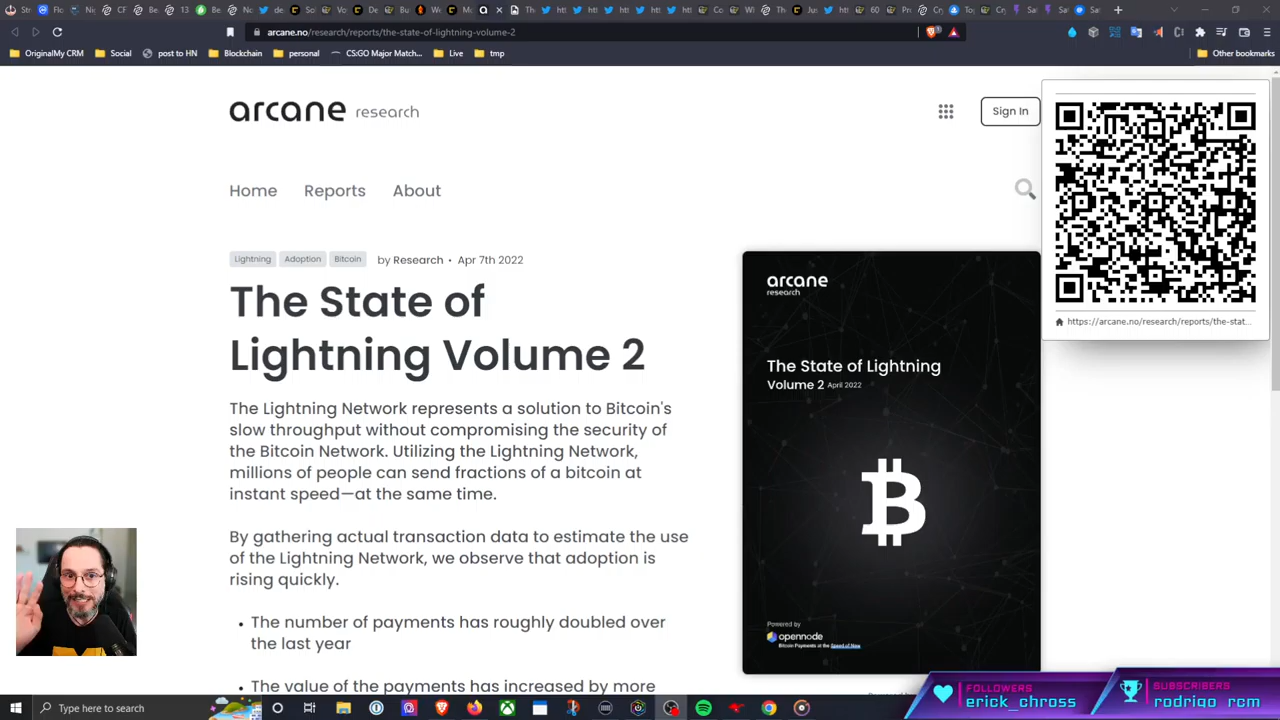 arcane.no/research/reports/the-state-of-lightning-volume-2
OriginalMy CRM
Social
post to HN
Blockchain
personal
CS:GO Major Match...
Live
tmp
Other bookmarks
arcane research
Sign In
Home
Reports
About
Lightning
Adoption
Bitcoin
by Research • Apr 7th 2022
The State of
Lightning Volume 2
The Lightning Network represents a solution to Bitcoin's
slow throughput without compromising the security of
the Bitcoin Network. Utilizing the Lightning Network,
millions of people can send fractions of a bitcoin at
instant speed—at the same time.
By gathering actual transaction data to estimate the use
of the Lightning Network, we observe that adoption is
rising quickly.
• The number of payments has roughly doubled over
the last year
• The value of the payments has increased by more
arcane
research
The State of Lightning
Volume 2 April 2022
Powered by
opennode
Bitcoin Payments at the Speed of Now
https://arcane.no/research/reports/the-stat...
FOLLOWERS
erick_chross
SUBSCRIBERS
rodrigo_rcm
Type here to search